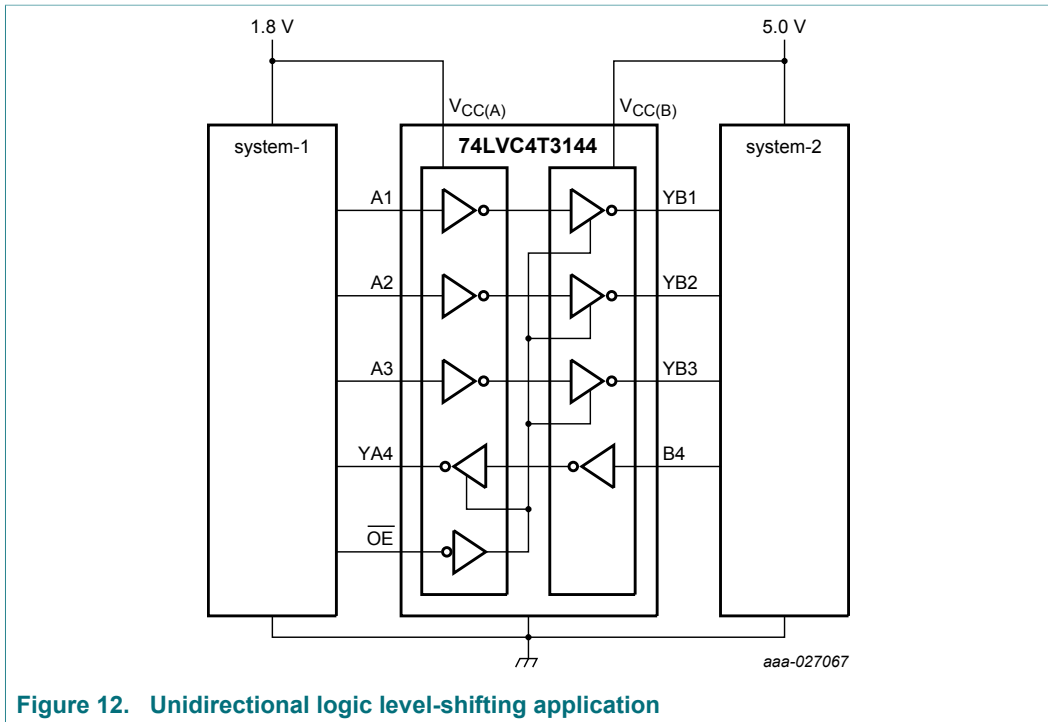 1.8 V
5.0 V
VCC(A)
VCC(B)
system-1
74LVC4T3144
system-2
A1
YB1
A2
YB2
A3
YB3
YA4
B4
OE
aaa-027067
Figure 12. Unidirectional logic level-shifting application